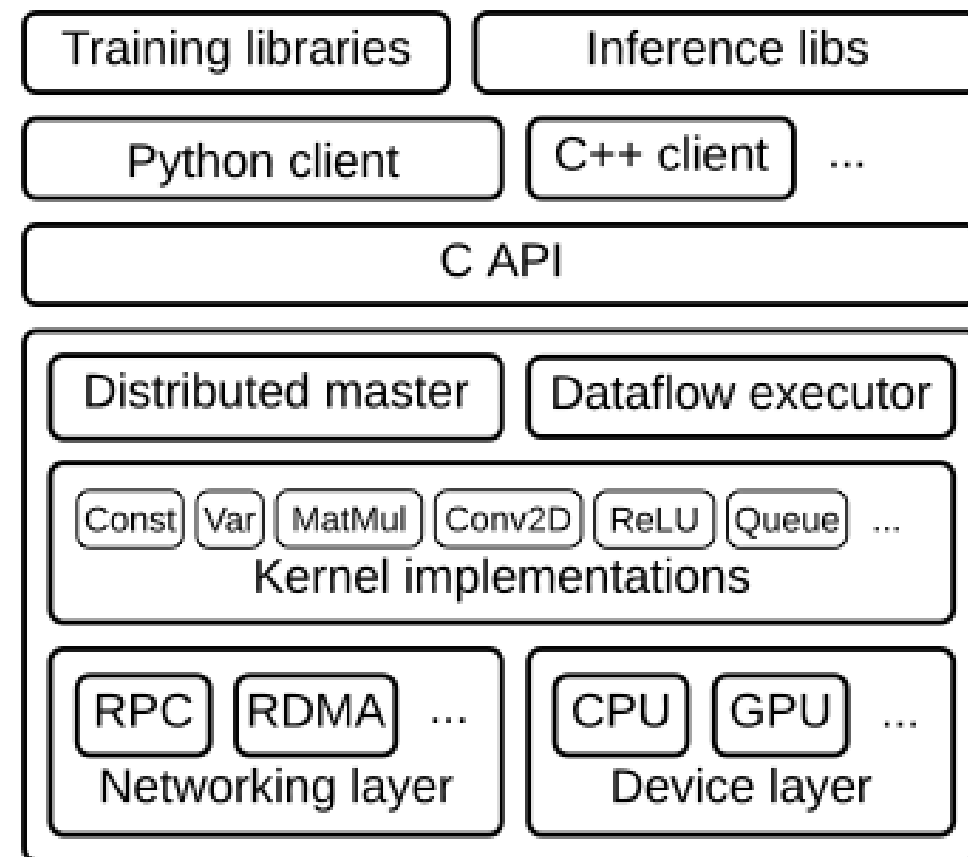 Training libraries Inference libs
Python client C++ client ...
C API
Distributed master Dataflow executor
Const Var MatMul Conv2D ReLU Queue ...
Kernel implementations
RPC RDMA ... CPU GPU ...
Networking layer Device layer